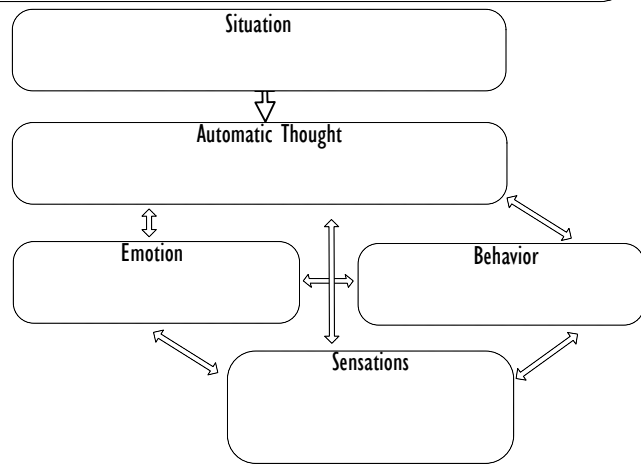 Situation
Automatic Thought
Emotion
Behavior
Sensations